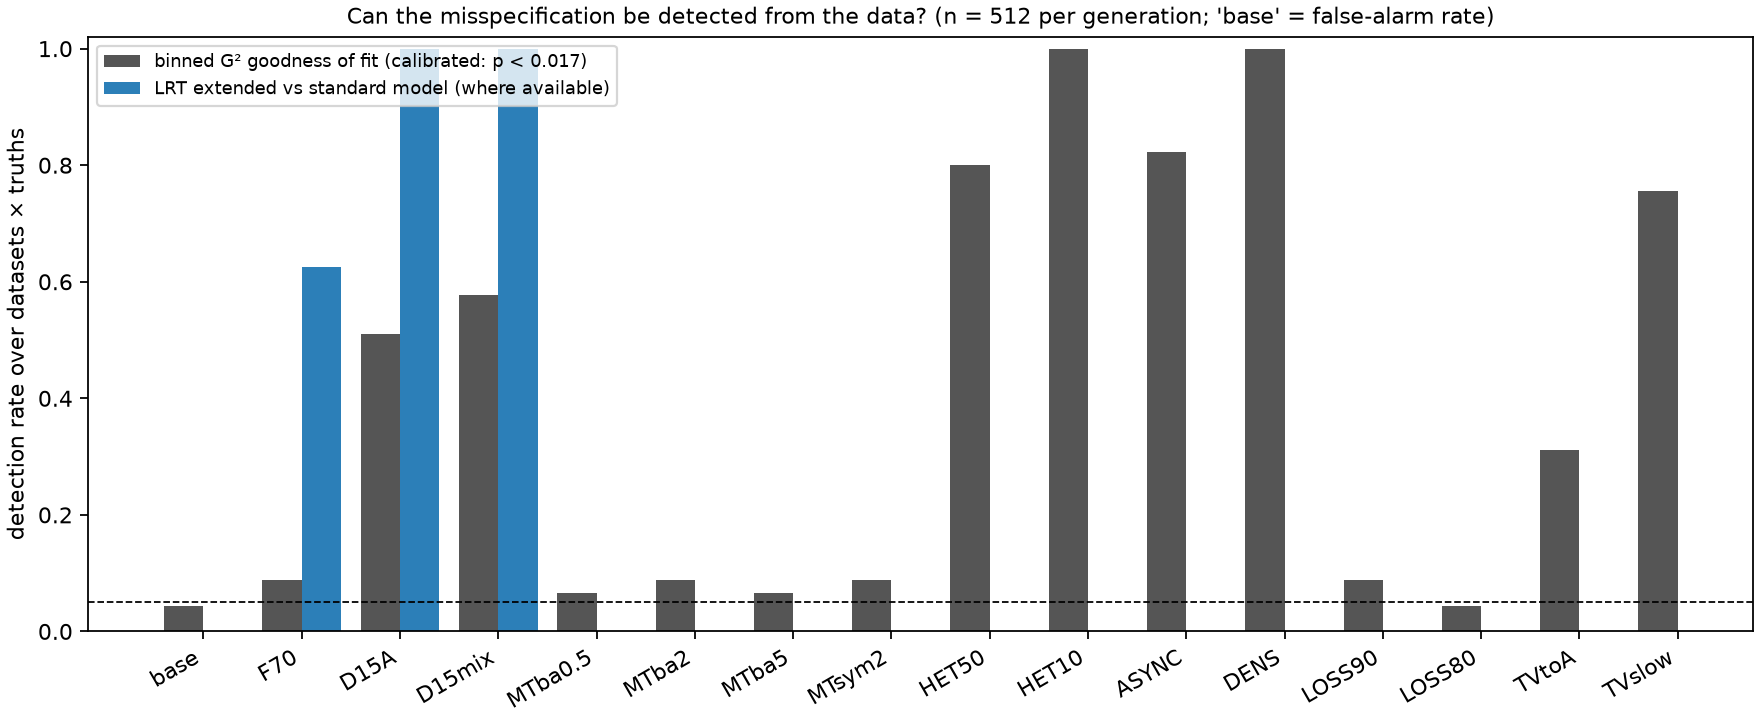 Can the misspecification be detected from the data? (n = 512 per generation; 'base' = false-alarm rate)
binned G² goodness of fit (calibrated: p < 0.017)
LRT extended vs standard model (where available)
detection rate over datasets × truths
1.0
0.8
0.6
0.4
0.2
0.0
base
F70
D15A
D15mix
MTba0.5
MTba2
MTba5
MTsym2
HET50
HET10
ASYNC
DENS
LOSS90
LOSS80
TVtoA
TVslow